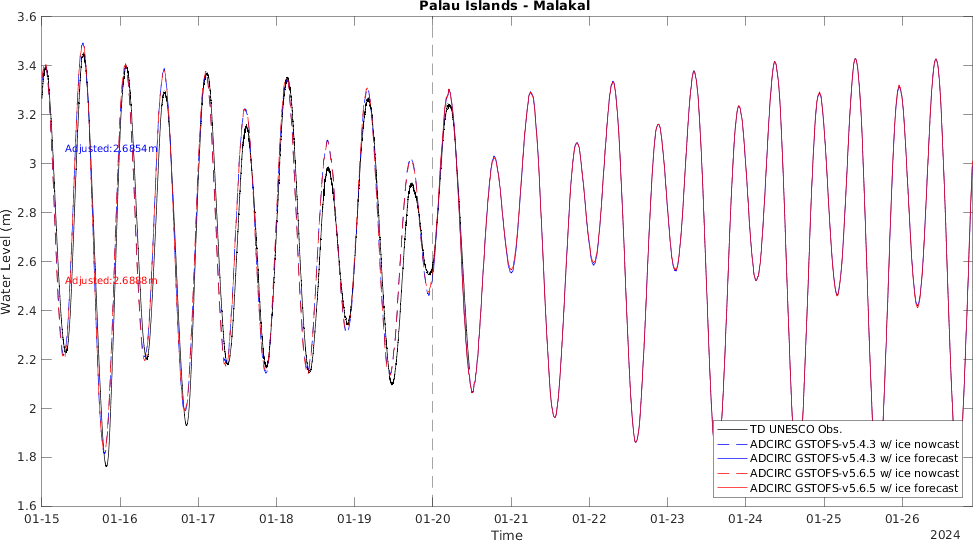 Palau Islands - Malakal
3.6
3.4
3.2
3
2.8
2.6
2.4
2.2
2
1.8
1.6
Water Level (m)
Adjusted:2.6854m
Adjusted:2.6888m
TD UNESCO Obs.
ADCIRC GSTOFS-v5.4.3 w/ ice nowcast
ADCIRC GSTOFS-v5.4.3 w/ ice forecast
ADCIRC GSTOFS-v5.6.5 w/ ice nowcast
ADCIRC GSTOFS-v5.6.5 w/ ice forecast
01-15 01-16 01-17 01-18 01-19 01-20 01-21 01-22 01-23 01-24 01-25 01-26
Time
2024